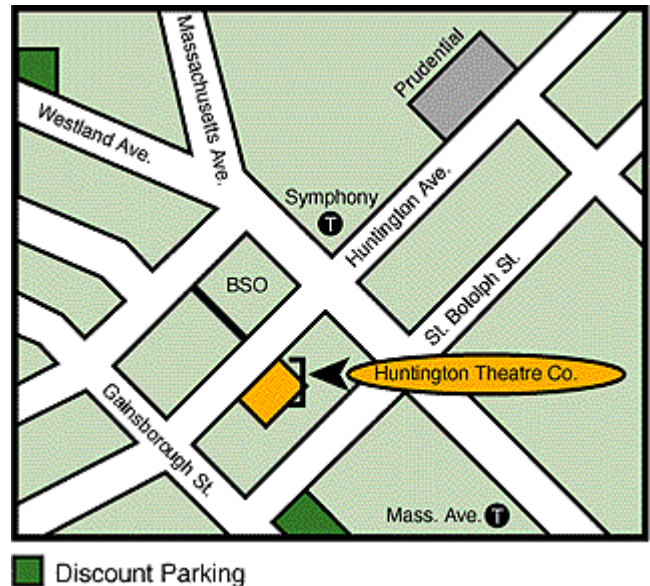 Massachusetts Ave.
Prudential
Westland Ave.
Symphony
T
Huntington Ave.
BSO
St. Botolph St.
Huntington Theatre Co.
Gainsborough St.
Mass. Ave. T
Discount Parking